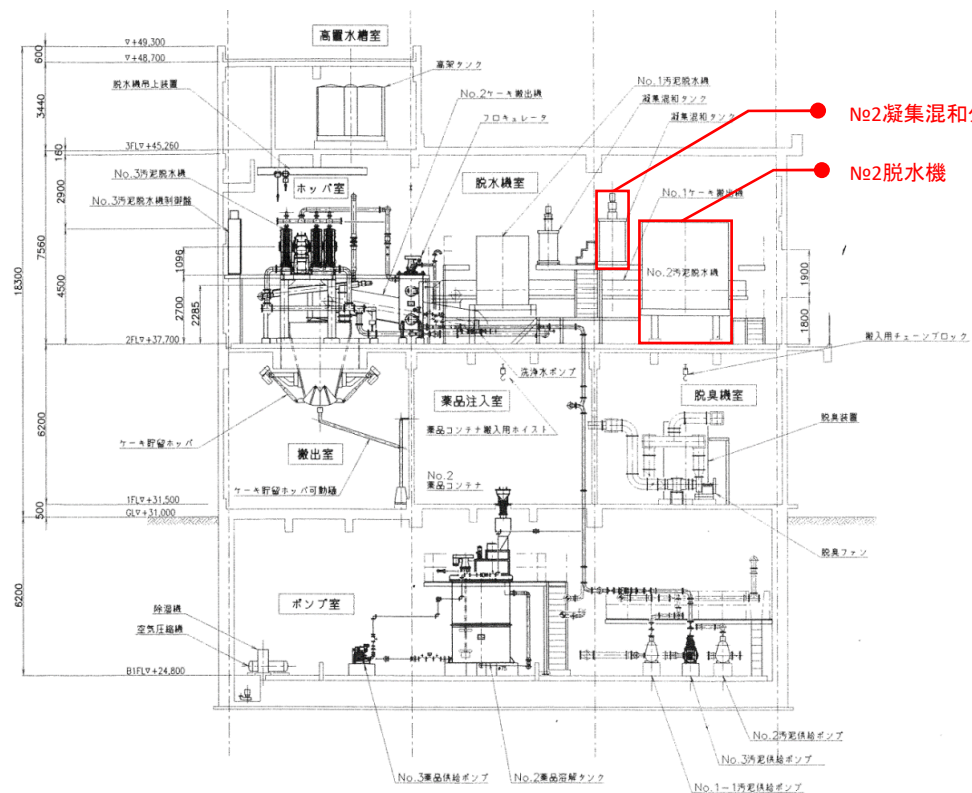 高置水槽室
▽+49,300
▽+48,700
600
高架タンク
脱水機吊上装置
No.2ケーキ搬出機
フロキュレータ
No.1汚泥脱水機
凝集混和タンク
凝集混和タンク
№2凝集混和タ
3440
160
3FL▽+45,260
№2脱水機
No.3汚泥脱水機
ホッパ室
脱水機室
No.1ケーキ搬出機
No.3汚泥脱水機制御盤
2900
7560
18300
4500
1095
2700
2285
No.2汚泥脱水機
1900
1800
2FL▽+37,700
搬入用チェーンブロック
洗浄水ポンプ
薬品注入室
脱臭機室
薬品コンテナ搬入用ホイスト
脱臭装置
6200
ケーキ貯留ホッパ
搬出室
ケーキ貯留ホッパ可動樋
No.2
薬品コンテナ
1FL▽+31,500
500
GL▽+31,000
脱臭ファン
6200
ポンプ室
除湿機
空気圧縮機
B1FL▽+24,800
No.2汚泥供給ポンプ
No.3汚泥供給ポンプ
No.3薬品供給ポンプ
No.2薬品溶解タンク
No.1-1汚泥供給ポンプ